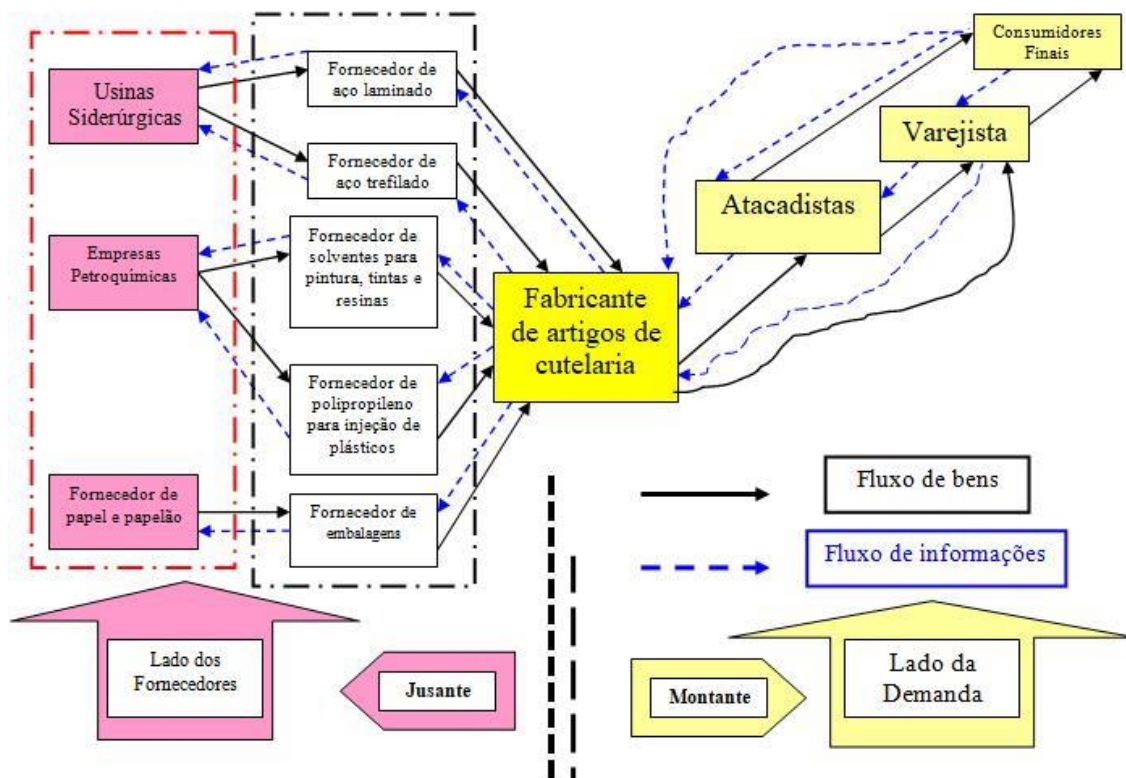 Usinas
Siderúrgicas
Empresas
Petroquímicas
Fornecedor de
papel e papelão
Fornecedor de
aço laminado
Fornecedor de
aço trefilado
Fornecedor de
solventes para
pintura, tintas e
resinas
Fornecedor de
polipropileno
para injeção de
plásticos
Fornecedor de
embalagens
Fabricante
de artigos de
cutelaria
Consumidores
Finais
Varejista
Atacadistas
Fluxo de bens
Fluxo de informações
Lado dos
Fornecedores
Jusante
Montante
Lado da
Demanda